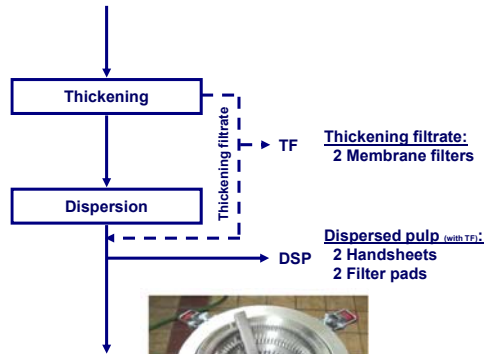 Thickening
Thickening filtrate
TF
Thickening filtrate:
2 Membrane filters
Dispersion
DSP
Dispersed pulp (with TF):
2 Handsheets
2 Filter pads